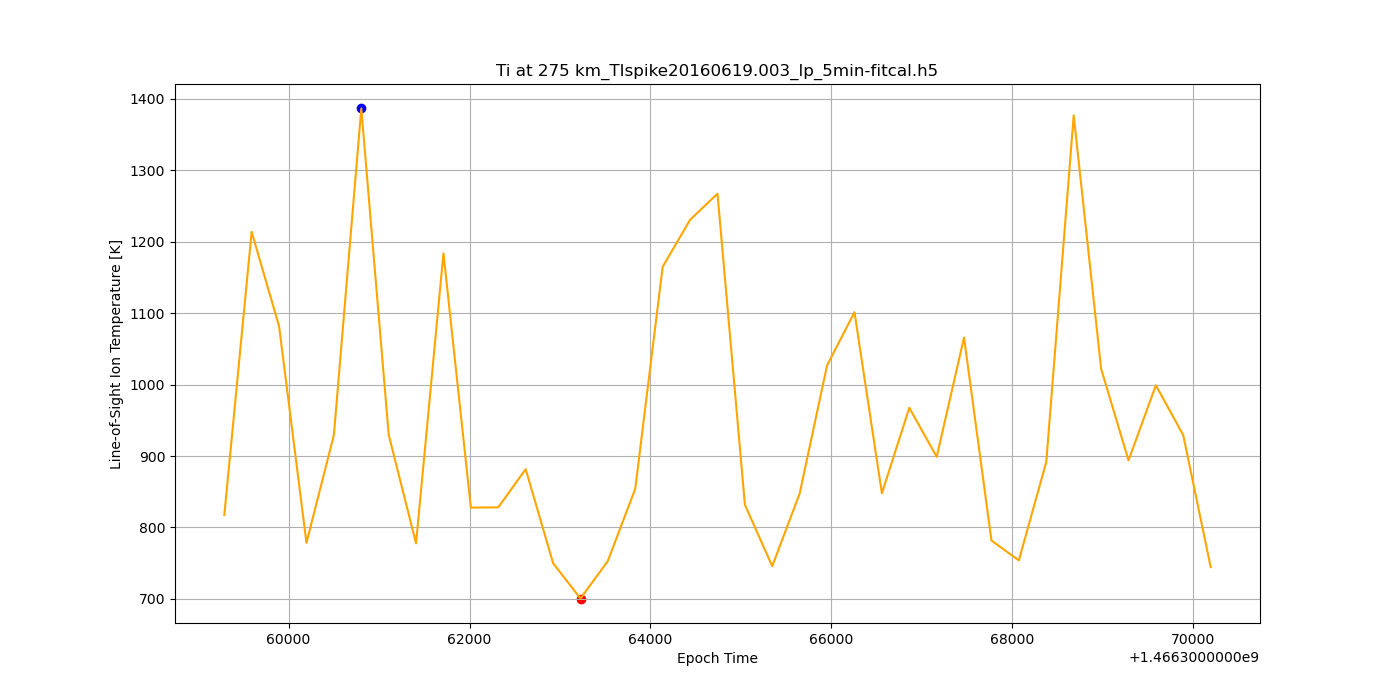 Ti at 275 km_TIspike20160619.003_lp_5min-fitcal.h5
Line-of-Sight Ion Temperature [K]
1400
1300
1200
1100
1000
900
800
700
60000 62000 64000 66000 68000 70000
Epoch Time
+1.4663000000e9